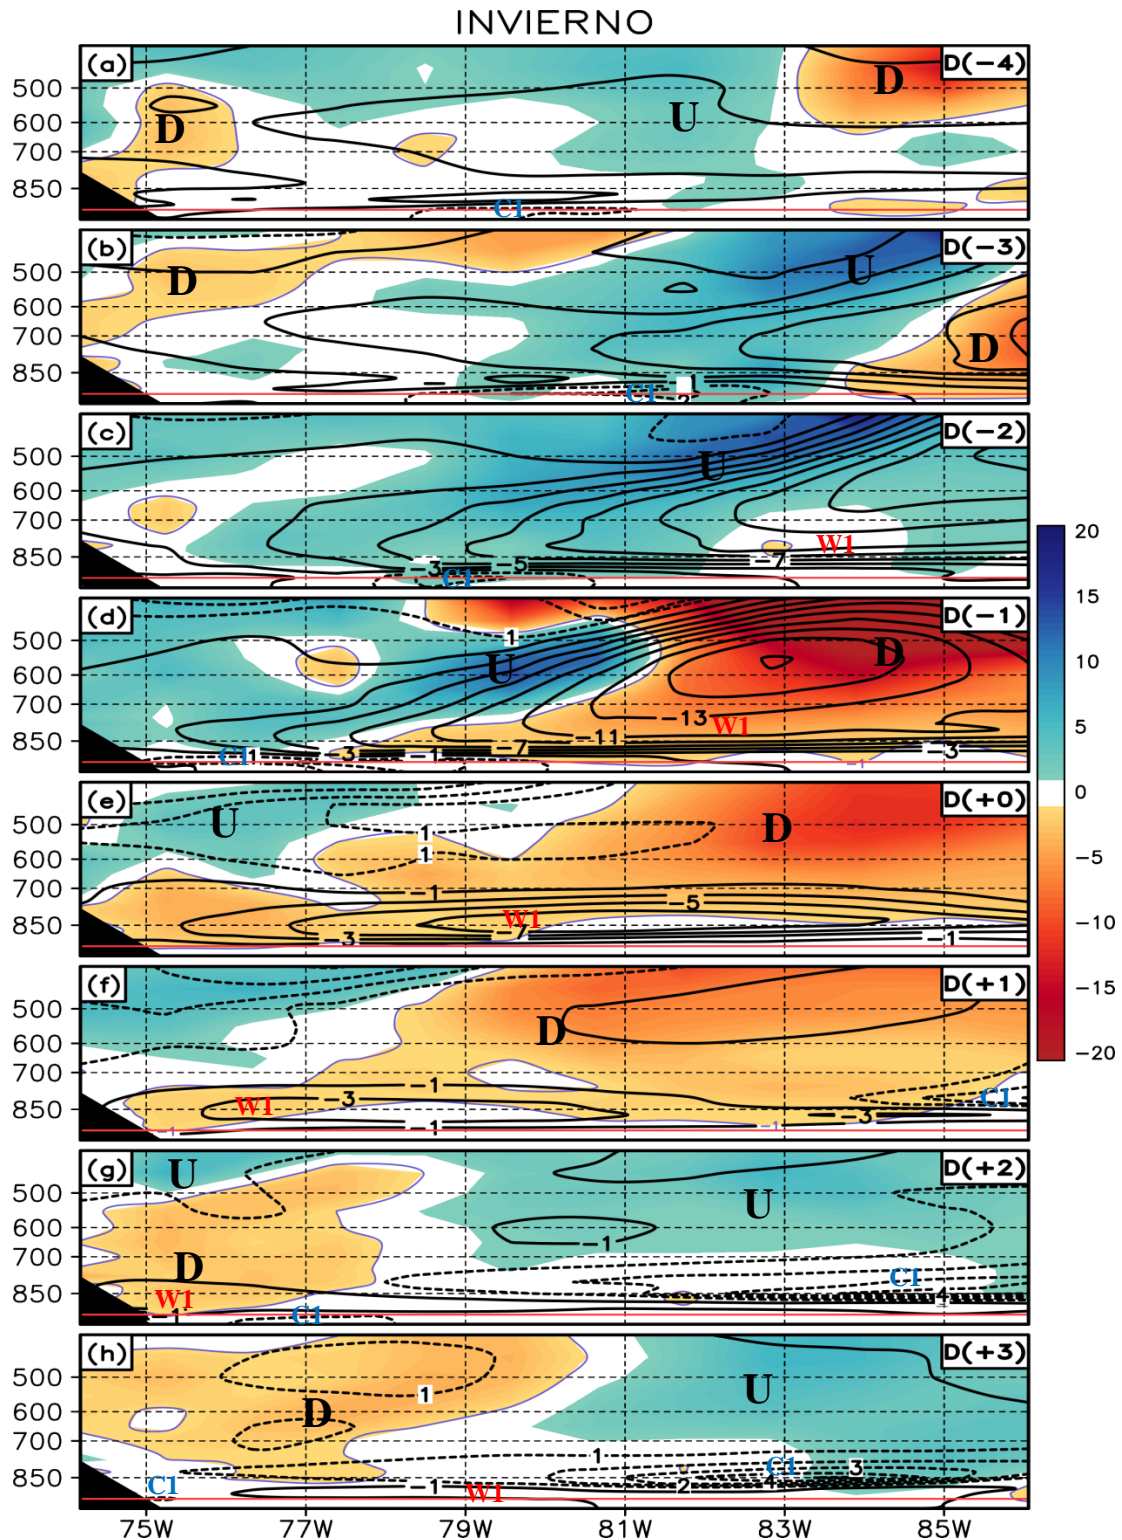 INVIERNO
(a) D(-4)
500
600
700
850
D U D
C1
(b) D(-3)
500
600
700
850
D U D
1
C1
2
(c) D(-2)
500
600
700
850
U
W1
-3 -5 -7
C1
(d) D(-1)
500
600
700
850
1
U D
-13 W1
-11
-3 -1 -7 -3
C1 1 -1
(e) D(+0)
500
600
700
850
U 1 D
1
-1
-5
W1
-3 -7 -1
(f) D(+1)
500
600
700
850
D
-1
-3
W1 -3 C1
-1 -1 -1
(g) D(+2)
500
600
700
850
U U
-1
D
C1
W1 4
-1 C1
(h) D(+3)
500
600
700
850
U
1
D
1
C1 3
C1 4
-1 2
W1
75W 77W 79W 81W 83W 85W
20
15
10
5
0
-5
-10
-15
-20